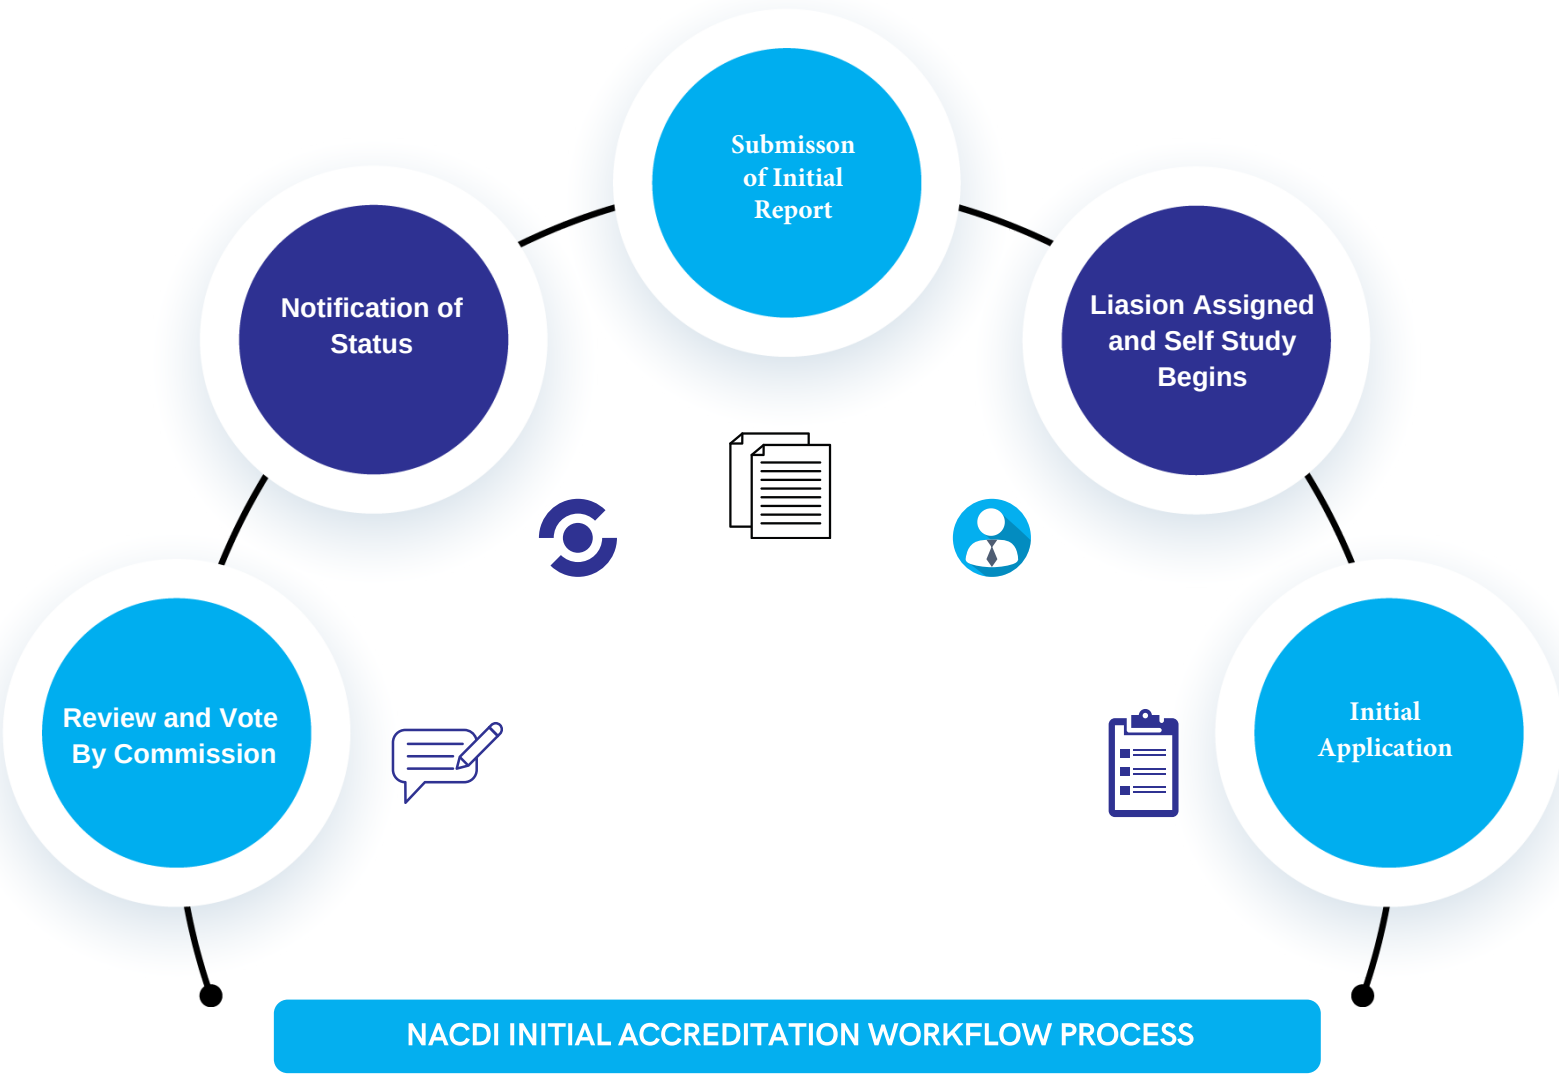 Submisson
of Initial
Report
Notification of
Status
Liasion Assigned
and Self Study
Begins
Review and Vote
By Commission
Initial
Application
NACDI INITIAL ACCREDITATION WORKFLOW PROCESS